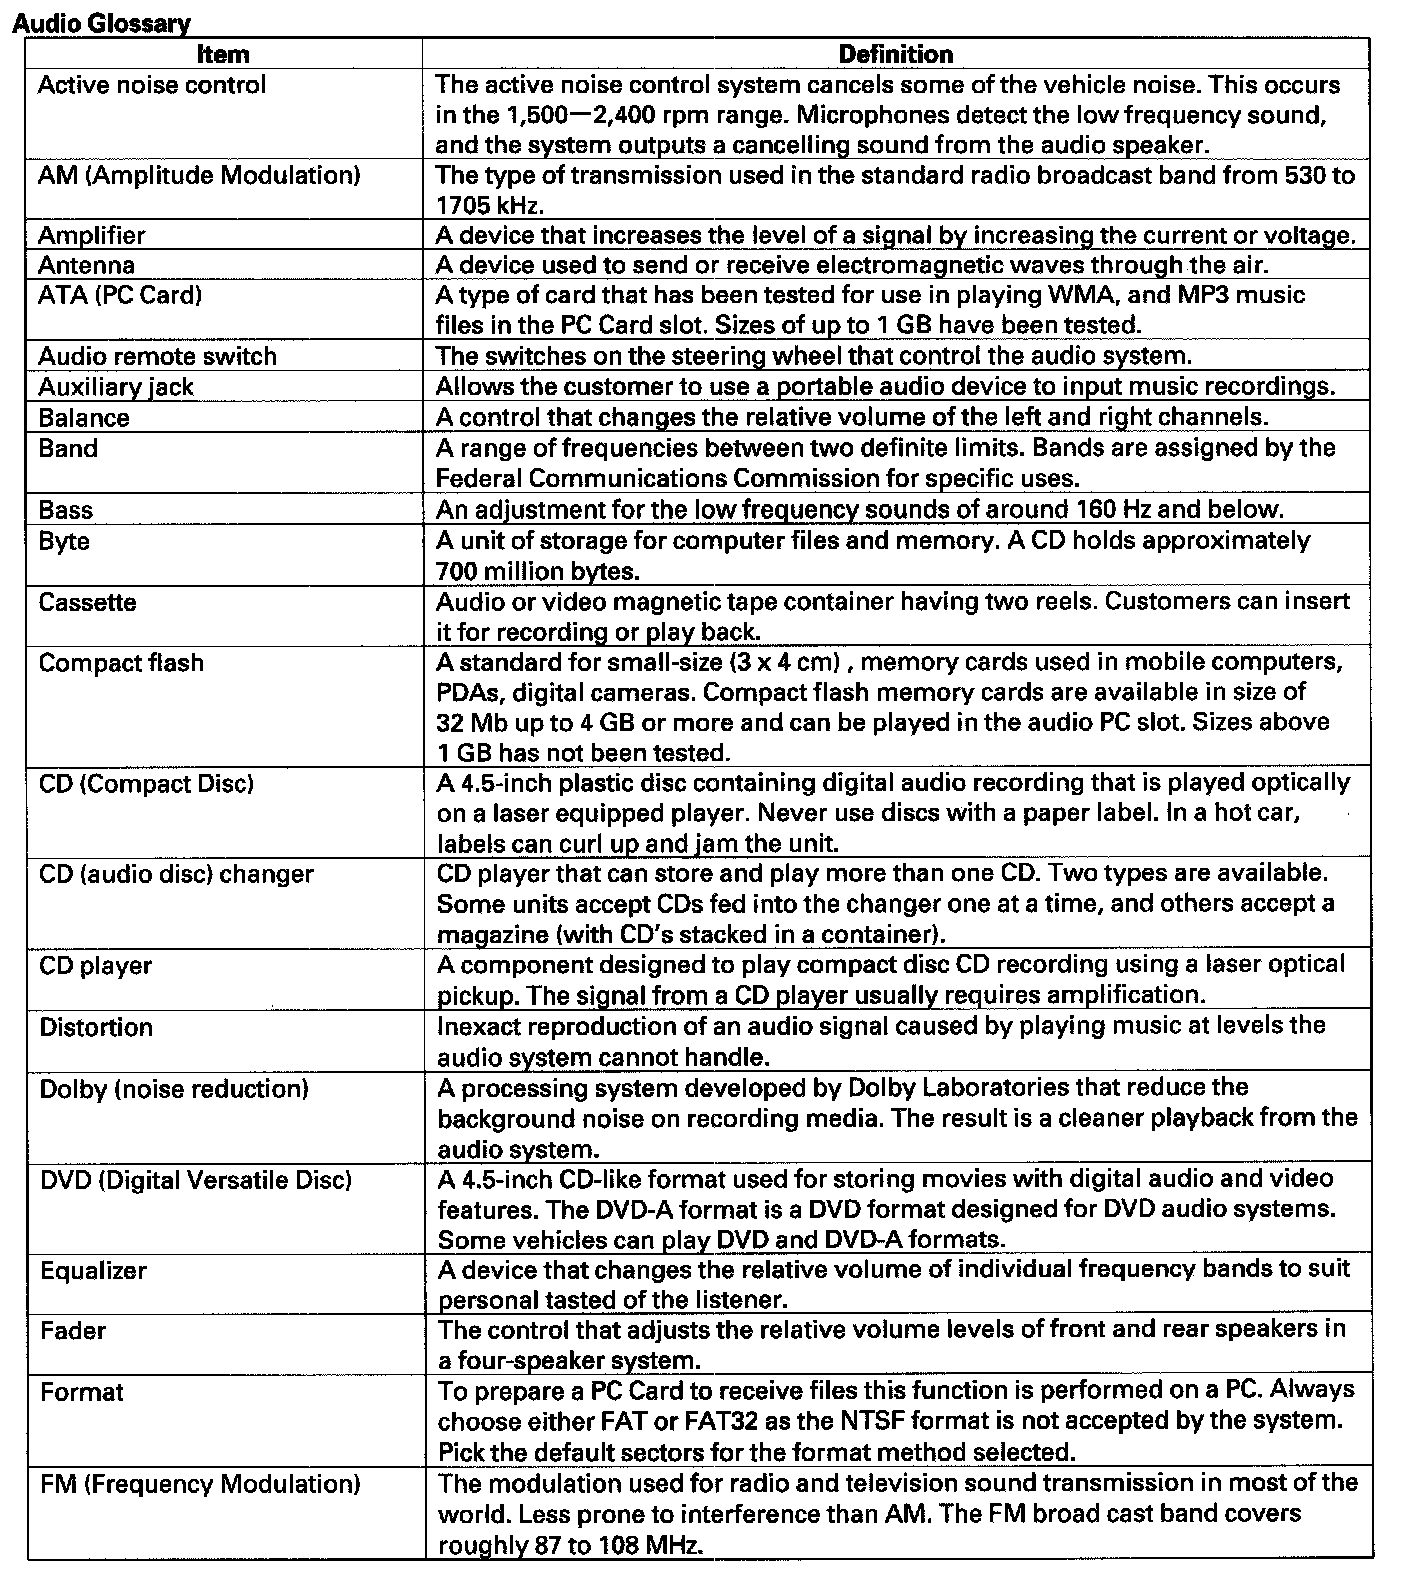 Audio Glossary
Item Definition
Active noise control The active noise control system cancels some of the vehicle noise. This occurs
in the 1,500—2,400 rpm range. Microphones detect the low frequency sound,
and the system outputs a cancelling sound from the audio speaker.
AM (Amplitude Modulation) The type of transmission used in the standard radio broadcast band from 530 to
1705 kHz.
Amplifier A device that increases the level of a signal by increasing the current or voltage.
Antenna A device used to send or receive electromagnetic waves through the air.
ATA (PC Card) A type of card that has been tested for use in playing WMA, and MP3 music
files in the PC Card slot. Sizes of up to 1 GB have been tested.
Audio remote switch The switches on the steering wheel that control the audio system.
Auxiliary jack Allows the customer to use a portable audio device to input music recordings.
Balance A control that changes the relative volume of the left and right channels.
Band A range of frequencies between two definite limits. Bands are assigned by the
Federal Communications Commission for specific uses.
Bass An adjustment for the low frequency sounds of around 160 Hz and below.
Byte A unit of storage for computer files and memory. A CD holds approximately
700 million bytes.
Cassette Audio or video magnetic tape container having two reels. Customers can insert
it for recording or play back.
Compact flash A standard for small-size (3 x 4 cm) , memory cards used in mobile computers,
PDAs, digital cameras. Compact flash memory cards are available in size of
32 Mb up to 4 GB or more and can be played in the audio PC slot. Sizes above
1 GB has not been tested.
CD (Compact Disc) A 4.5-inch plastic disc containing digital audio recording that is played optically
on a laser equipped player. Never use discs with a paper label. In a hot car,
labels can curl up and jam the unit.
CD (audio disc) changer CD player that can store and play more than one CD. Two types are available.
Some units accept CDs fed into the changer one at a time, and others accept a
magazine (with CD's stacked in a container).
CD player A component designed to play compact disc CD recording using a laser optical
pickup. The signal from a CD player usually requires amplification.
Distortion Inexact reproduction of an audio signal caused by playing music at levels the
audio system cannot handle.
Dolby (noise reduction) A processing system developed by Dolby Laboratories that reduce the
background noise on recording media. The result is a cleaner playback from the
audio system.
DVD (Digital Versatile Disc) A 4.5-inch CD-like format used for storing movies with digital audio and video
features. The DVD-A format is a DVD format designed for DVD audio systems.
Some vehicles can play DVD and DVD-A formats.
Equalizer A device that changes the relative volume of individual frequency bands to suit
personal tasted of the listener.
Fader The control that adjusts the relative volume levels of front and rear speakers in
a four-speaker system.
Format To prepare a PC Card to receive files this function is performed on a PC. Always
choose either FAT or FAT32 as the NTSF format is not accepted by the system.
Pick the default sectors for the format method selected.
FM (Frequency Modulation) The modulation used for radio and television sound transmission in most of the
world. Less prone to interference than AM. The FM broad cast band covers
roughly 87 to 108 MHz.